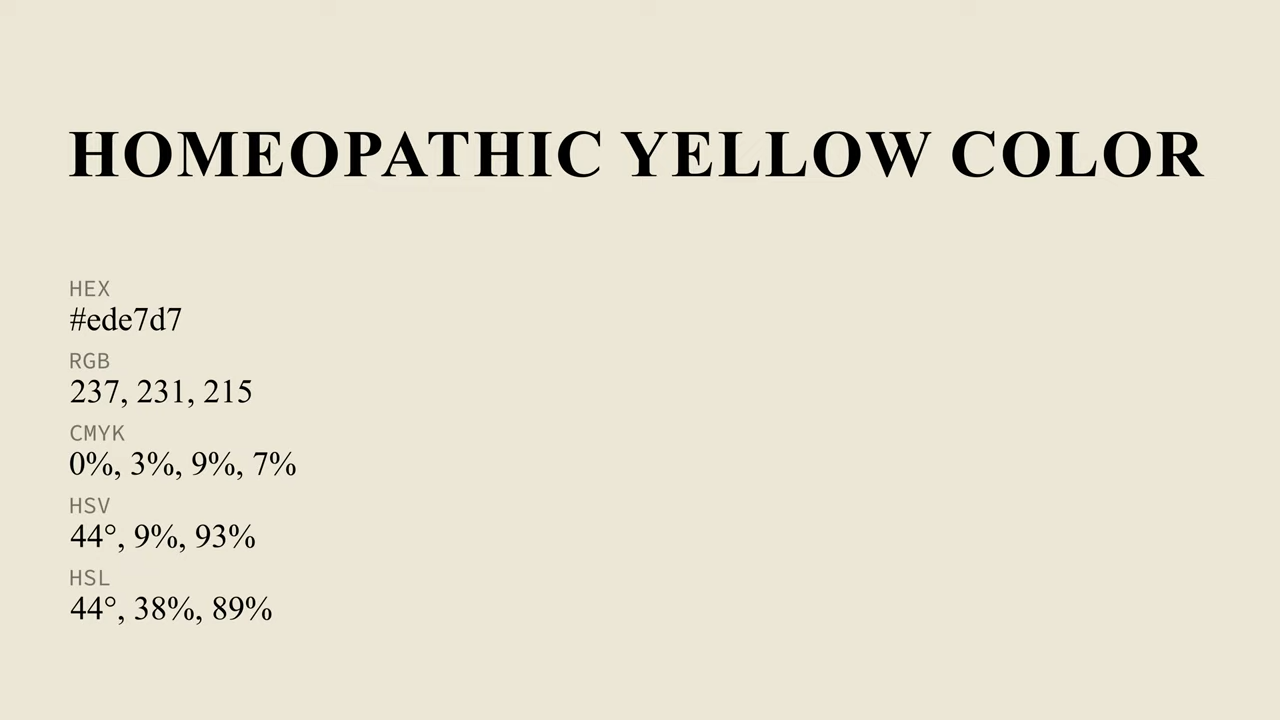 HOMEOPATHIC YELLOW COLOR
HEX
#ede7d7
RGB
237, 231, 215
CMYK
0%, 3%, 9%, 7%
HSV
44°, 9%, 93%
HSL
44°, 38%, 89%